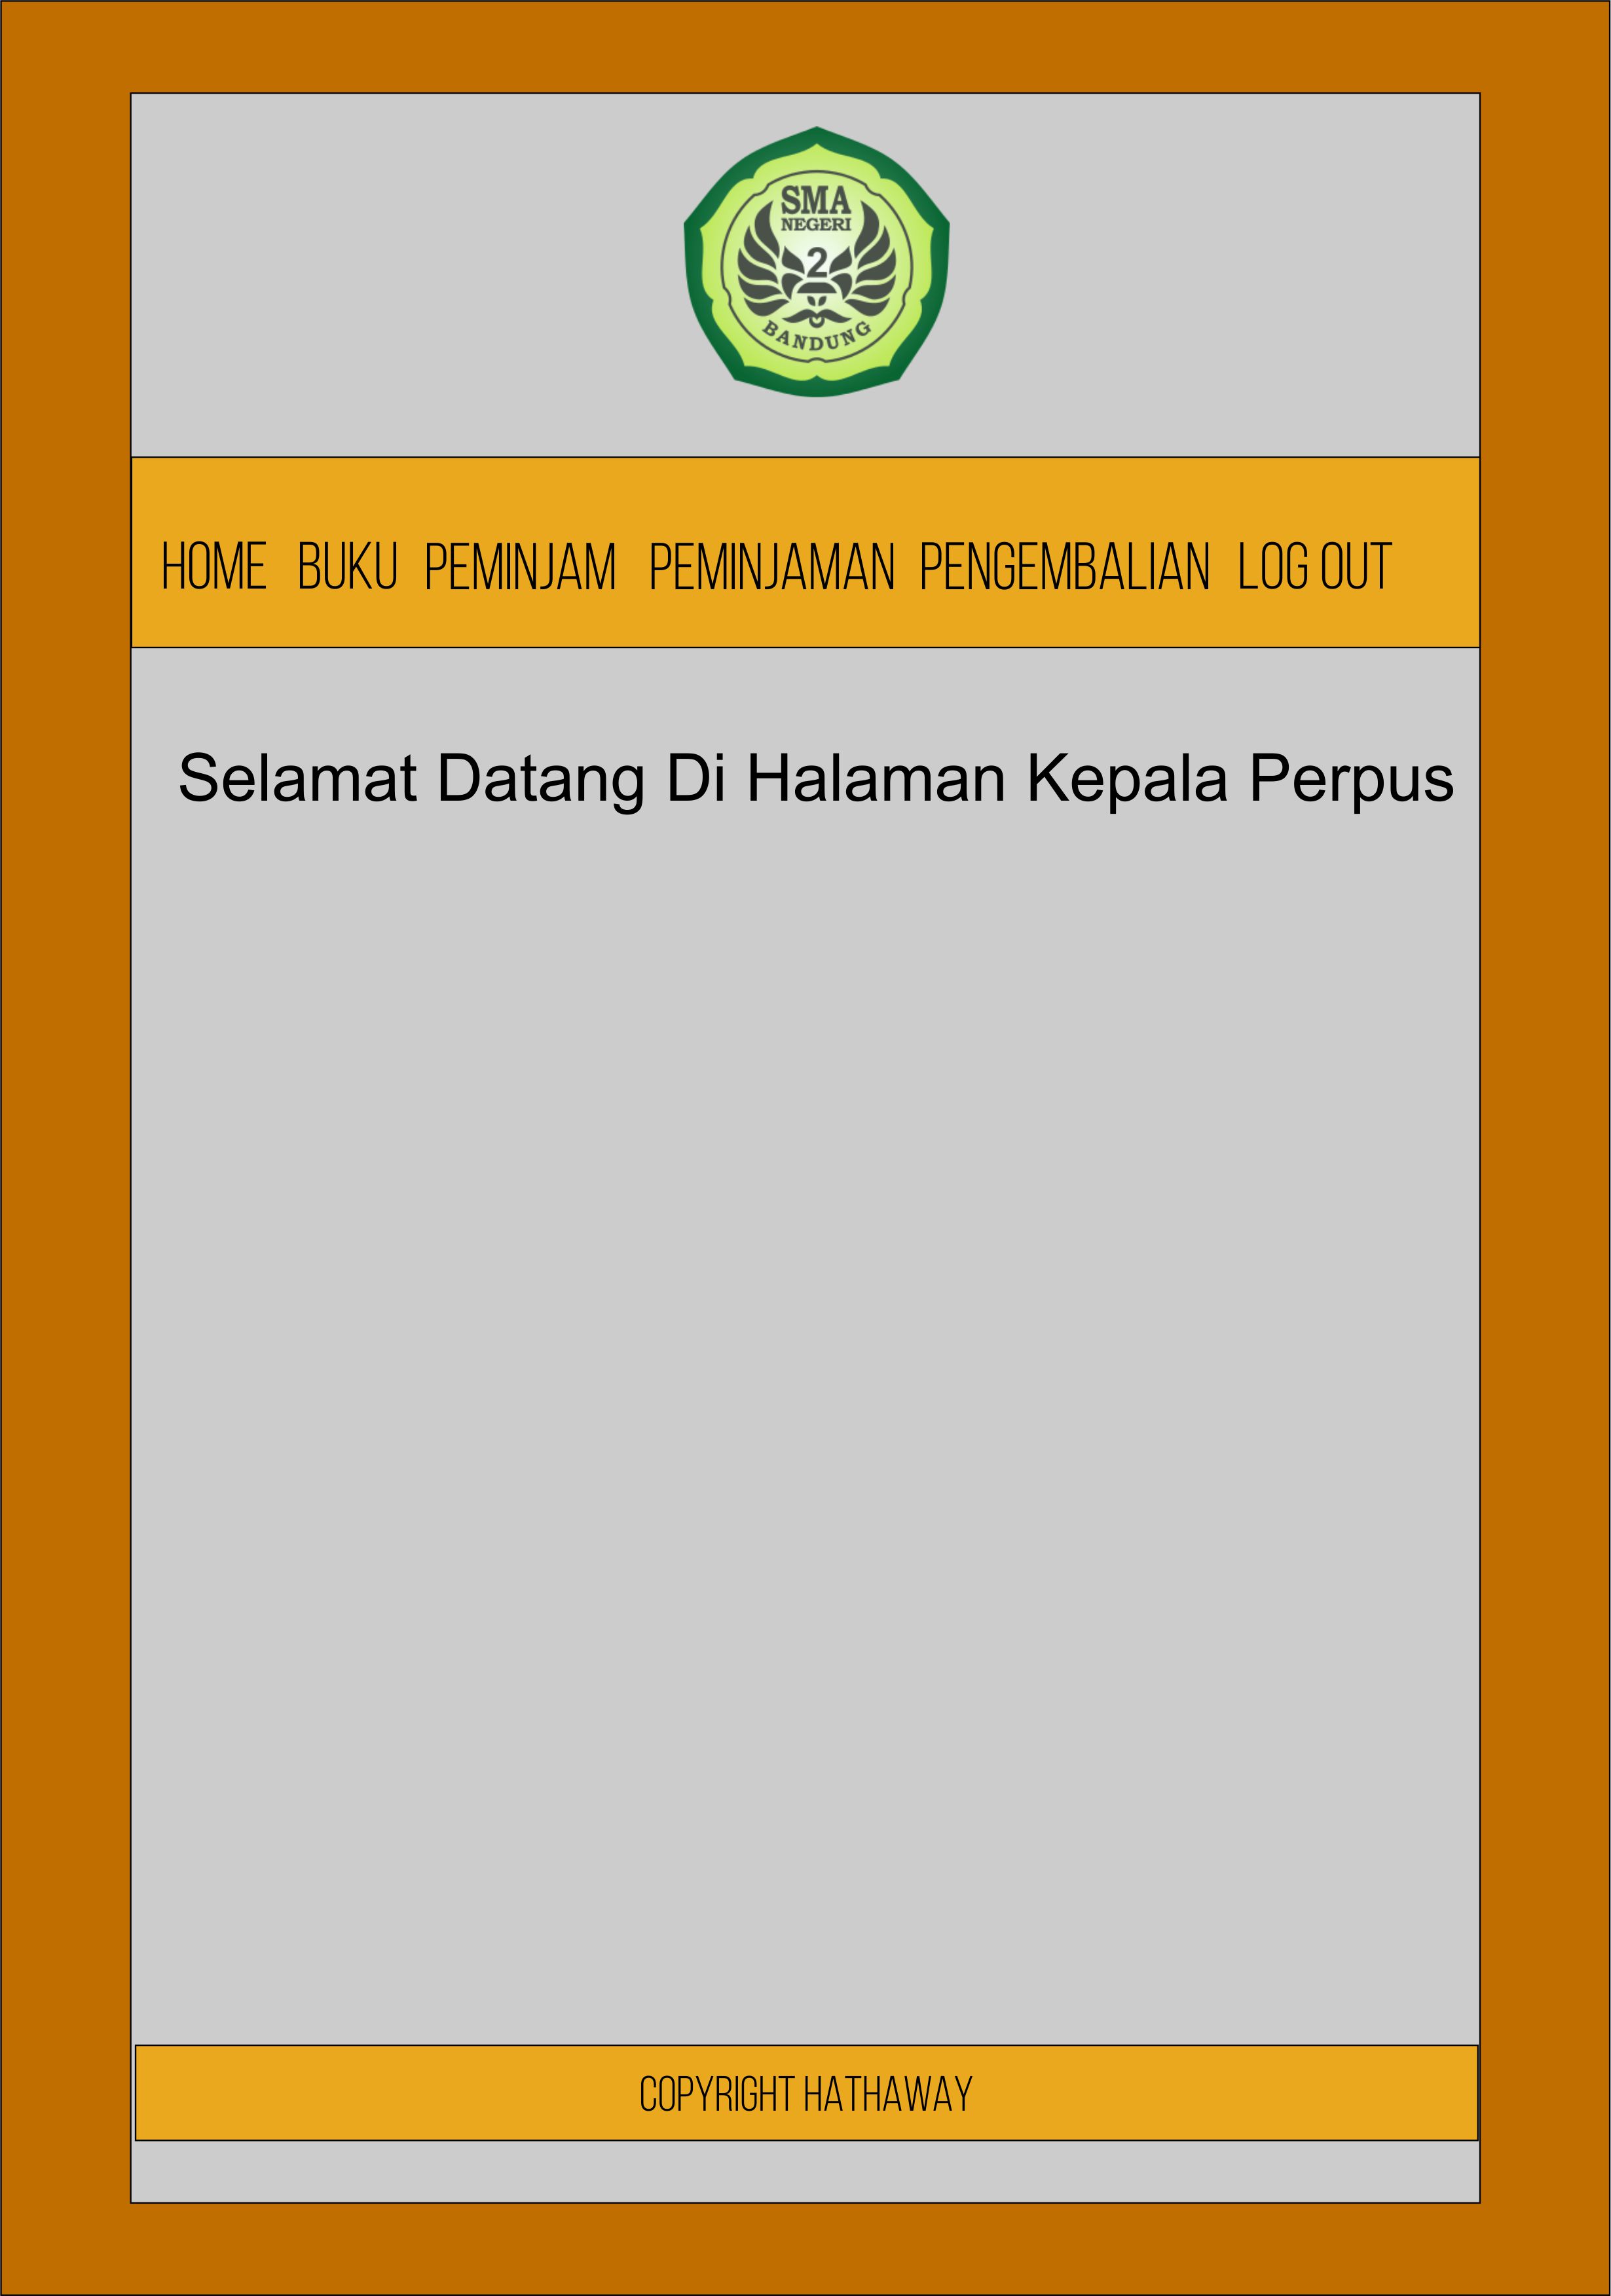 SMA
NEGERI
2
BANDUNG
HOME BUKU PEMINJAM PEMINJAMAN PENGEMBALIAN LOG OUT
Selamat Datang Di Halaman Kepala Perpus
COPYRIGHT HATHAWAY